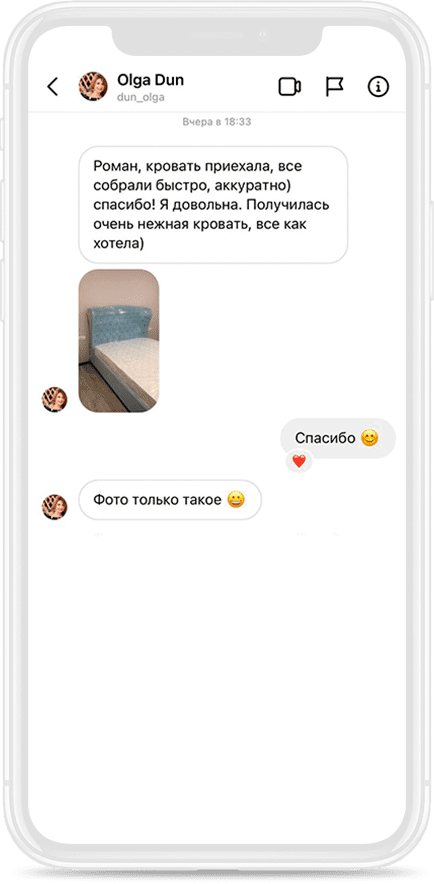 Olga Dun
dun_olga
Вчера в 18:33
Роман, кровать приехала, все
собрали быстро, аккуратно)
спасибо! Я довольна. Получилась
очень нежная кровать, все как
хотела)
Спасибо 😊
❤️
Фото только такое 😀